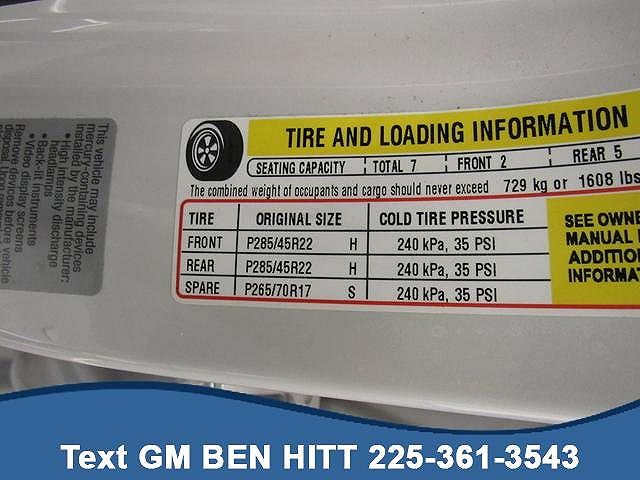 This vehicle may include
mercury-containing devices
installed by the manufacturer:
• High intensity discharge
headlamps
• Back-lit instruments
• Video display screens
Remove devices before vehicle
disposal.
TIRE AND LOADING INFORMATION
SEATING CAPACITY TOTAL 7 FRONT 2 REAR 5
The combined weight of occupants and cargo should never exceed 729 kg or 1608 lbs
TIRE ORIGINAL SIZE COLD TIRE PRESSURE
FRONT P285/45R22 H 240 kPa, 35 PSI
REAR P285/45R22 H 240 kPa, 35 PSI
SPARE P265/70R17 S 240 kPa, 35 PSI
SEE OWNE
MANUAL
ADDITIO
INFORMA
Text GM BEN HITT 225-361-3543